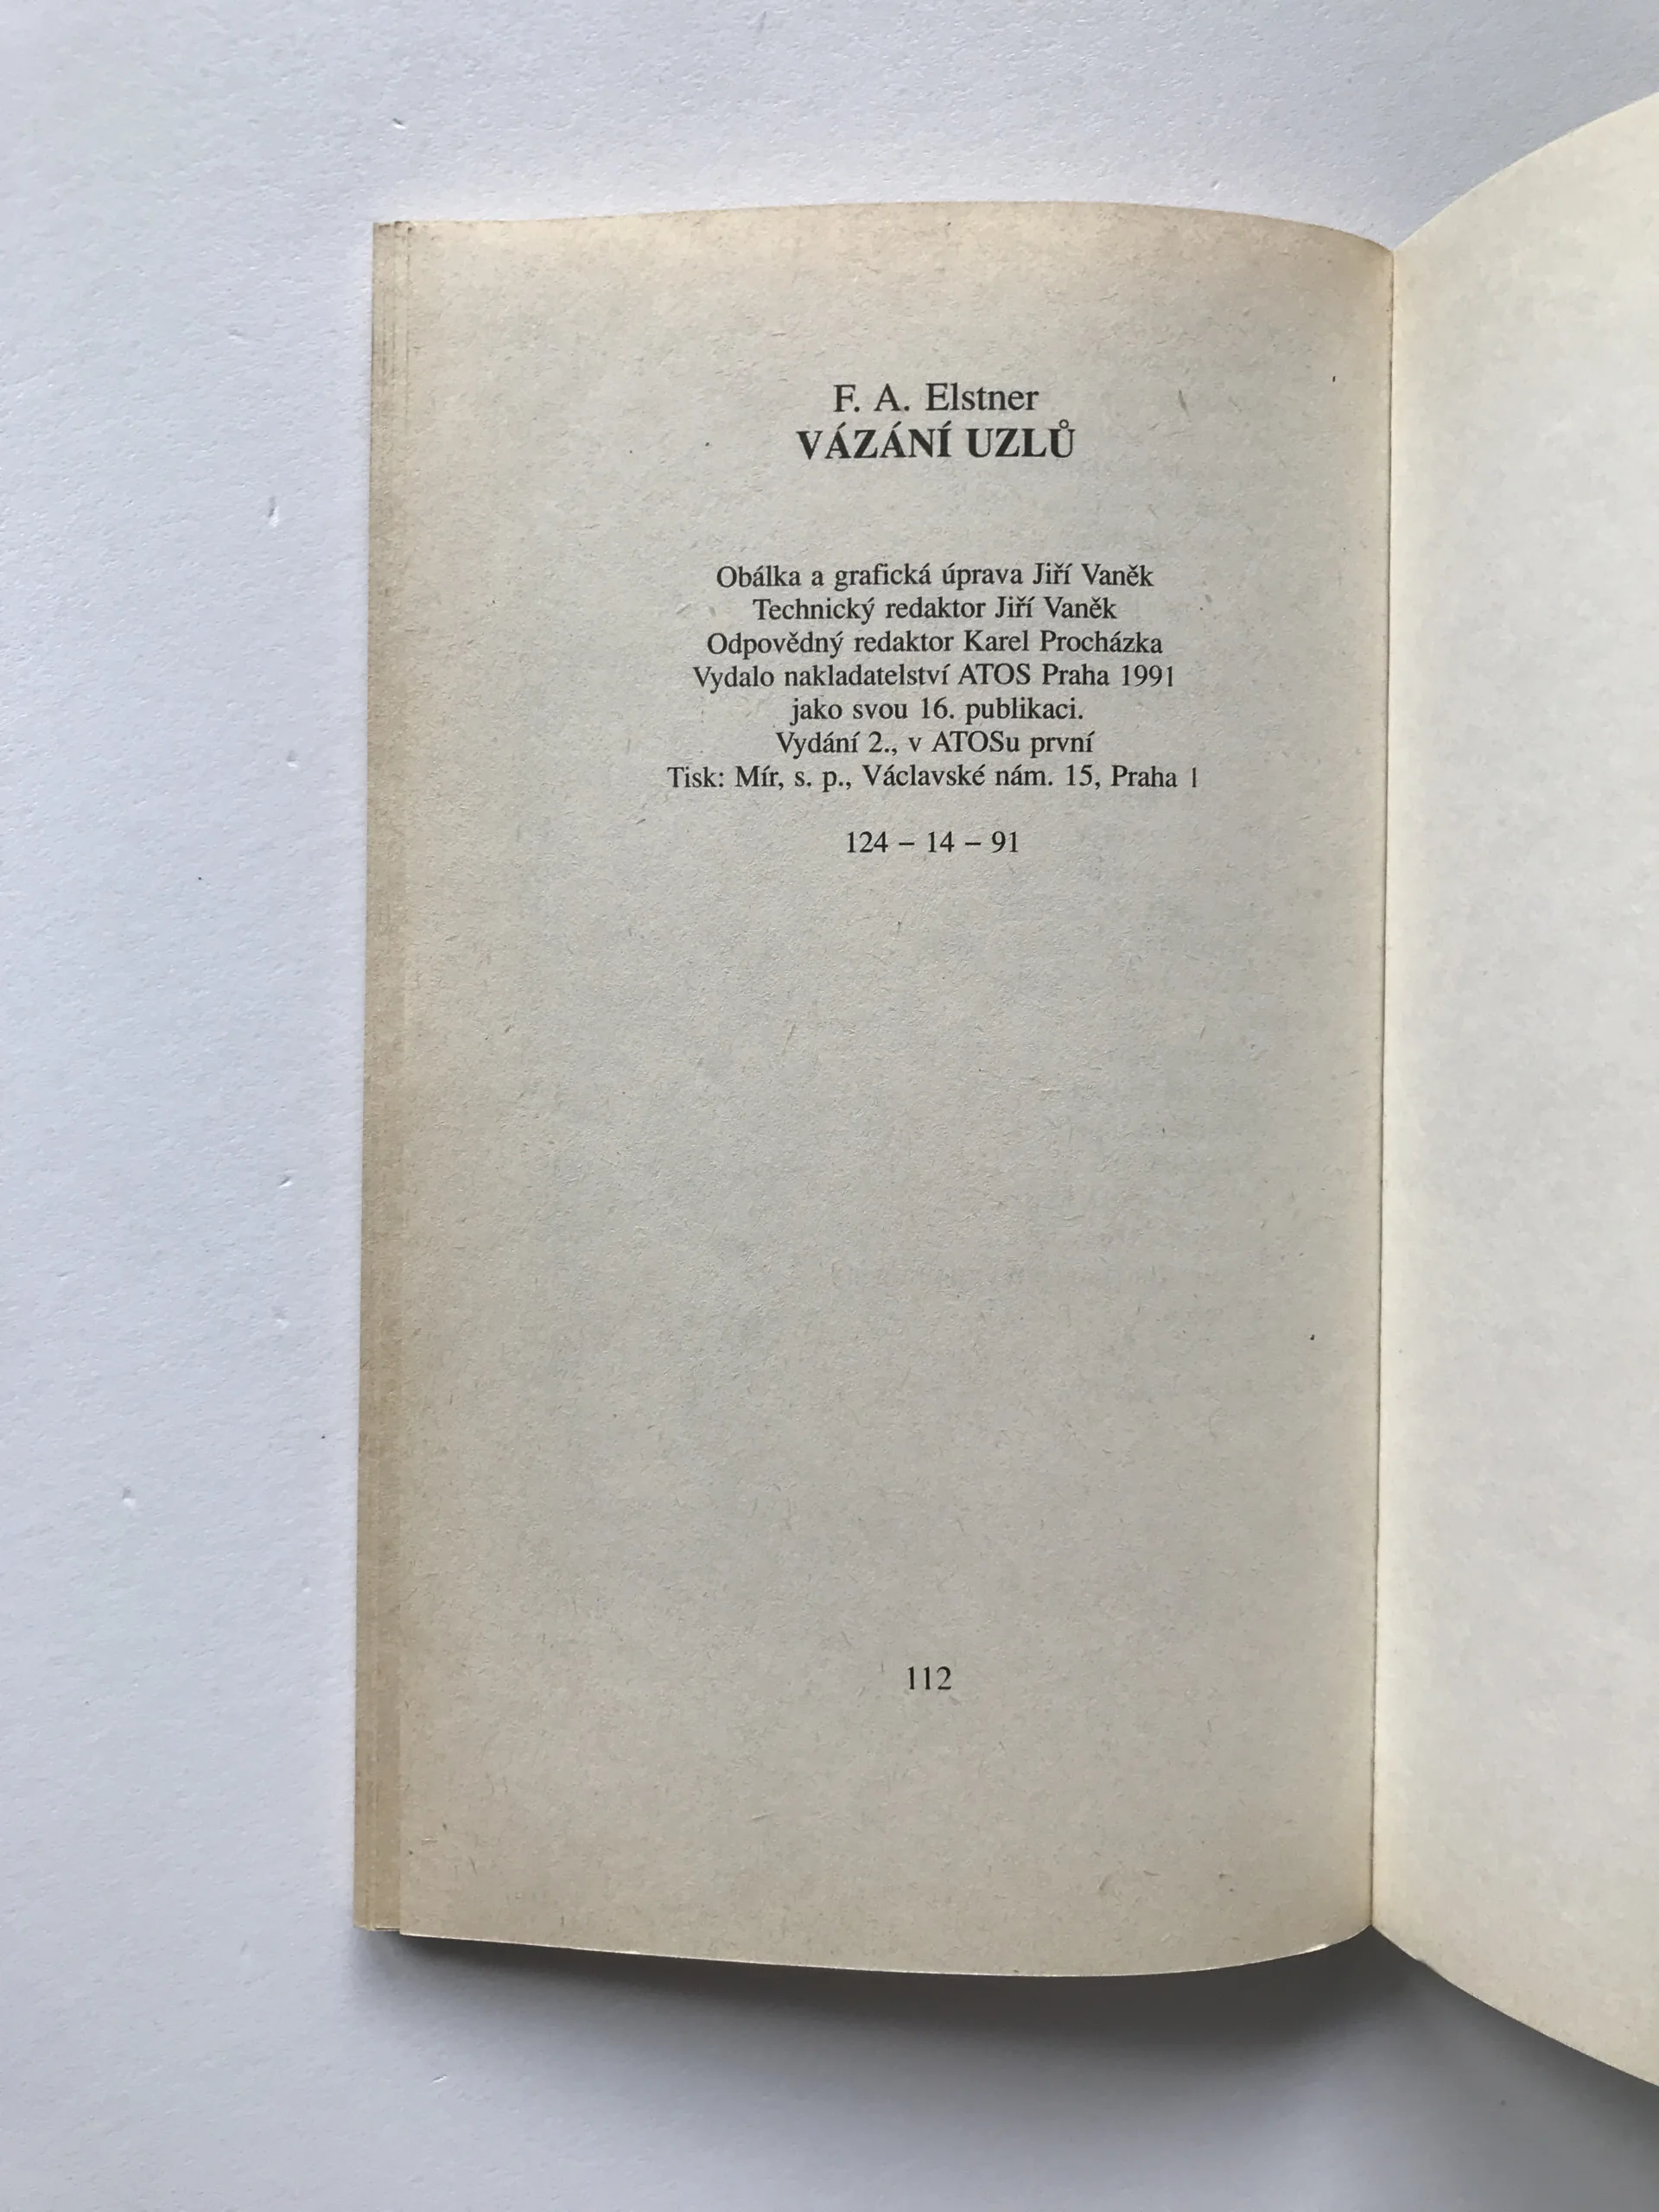 F. A. Elstner
VÁZÁNÍ UZLŮ
Obálka a grafická úprava Jiří Vaněk
Technický redaktor Jiří Vaněk
Odpovědný redaktor Karel Procházka
Vydalo nakladatelství ATOS Praha 1991
jako svou 16. publikaci.
Vydání 2., v ATOSu první
Tisk: Mír, s. p., Václavské nám. 15, Praha 1
124 – 14 – 91
112